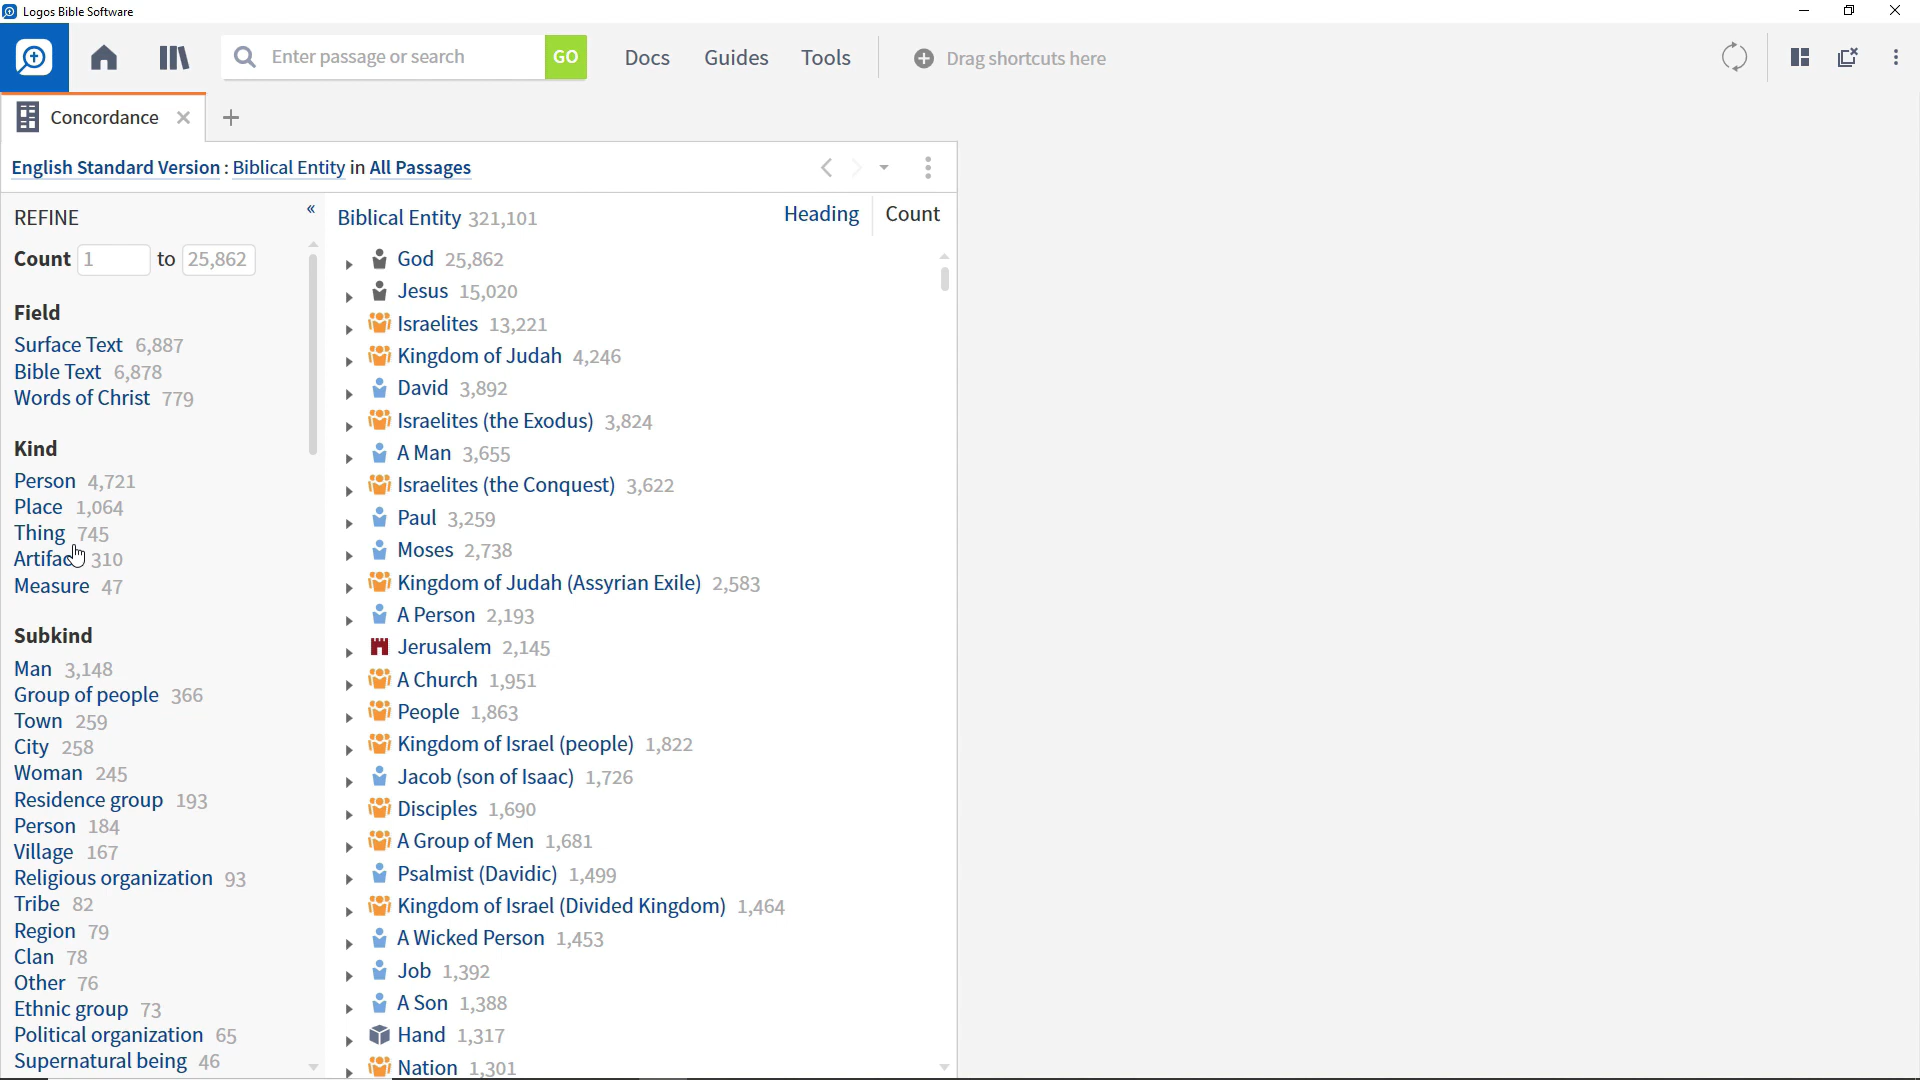 Logos Bible Software
Enter passage or search GO Docs Guides Tools Drag shortcuts here
Concordance
English Standard Version : Biblical Entity in All Passages
REFINE
Count 1 to 25,862
Field
Surface Text 6,887
Bible Text 6,878
Words of Christ 779
Kind
Person 4,721
Place 1,064
Thing 745
Artifac 310
Measure 47
Subkind
Man 3,148
Group of people 366
Town 259
City 258
Woman 245
Residence group 193
Person 184
Village 167
Religious organization 93
Tribe 82
Region 79
Clan 78
Other 76
Ethnic group 73
Political organization 65
Supernatural being 46
Biblical Entity 321,101 Heading Count
God 25,862
Jesus 15,020
Israelites 13,221
Kingdom of Judah 4,246
David 3,892
Israelites (the Exodus) 3,824
A Man 3,655
Israelites (the Conquest) 3,622
Paul 3,259
Moses 2,738
Kingdom of Judah (Assyrian Exile) 2,583
A Person 2,193
Jerusalem 2,145
A Church 1,951
People 1,863
Kingdom of Israel (people) 1,822
Jacob (son of Isaac) 1,726
Disciples 1,690
A Group of Men 1,681
Psalmist (Davidic) 1,499
Kingdom of Israel (Divided Kingdom) 1,464
A Wicked Person 1,453
Job 1,392
A Son 1,388
Hand 1,317
Nation 1,301